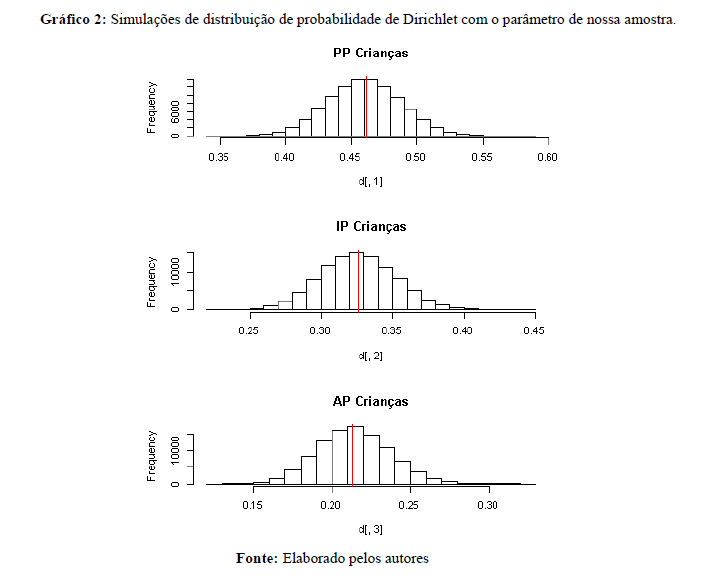 Gráfico 2: Simulações de distribuição de probabilidade de Dirichlet com o parâmetro de nossa amostra.
PP Crianças
Frequency
6000
0
0.35 0.40 0.45 0.50 0.55 0.60
d[, 1]
IP Crianças
Frequency
10000
0
0.25 0.30 0.35 0.40 0.45
d[, 2]
AP Crianças
Frequency
10000
0
0.15 0.20 0.25 0.30
d[, 3]
Fonte: Elaborado pelos autores